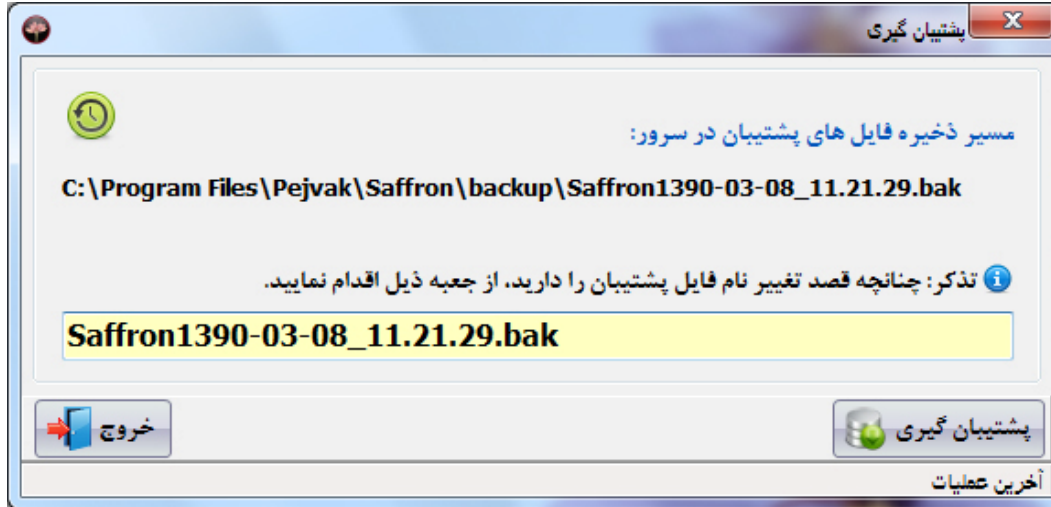 پشتیبان گیری
مسیر ذخیره فایل های پشتیبان در سرور:
C:\Program Files\Pejvak\Saffron\backup\Saffron1390-03-08_11.21.29.bak
تذکر: چنانچه قصد تغییر نام فایل پشتیبان را دارید، از جعبه ذیل اقدام نمایید.
Saffron1390-03-08_11.21.29.bak
پشتیبان گیری
خروج
آخرین عملیات